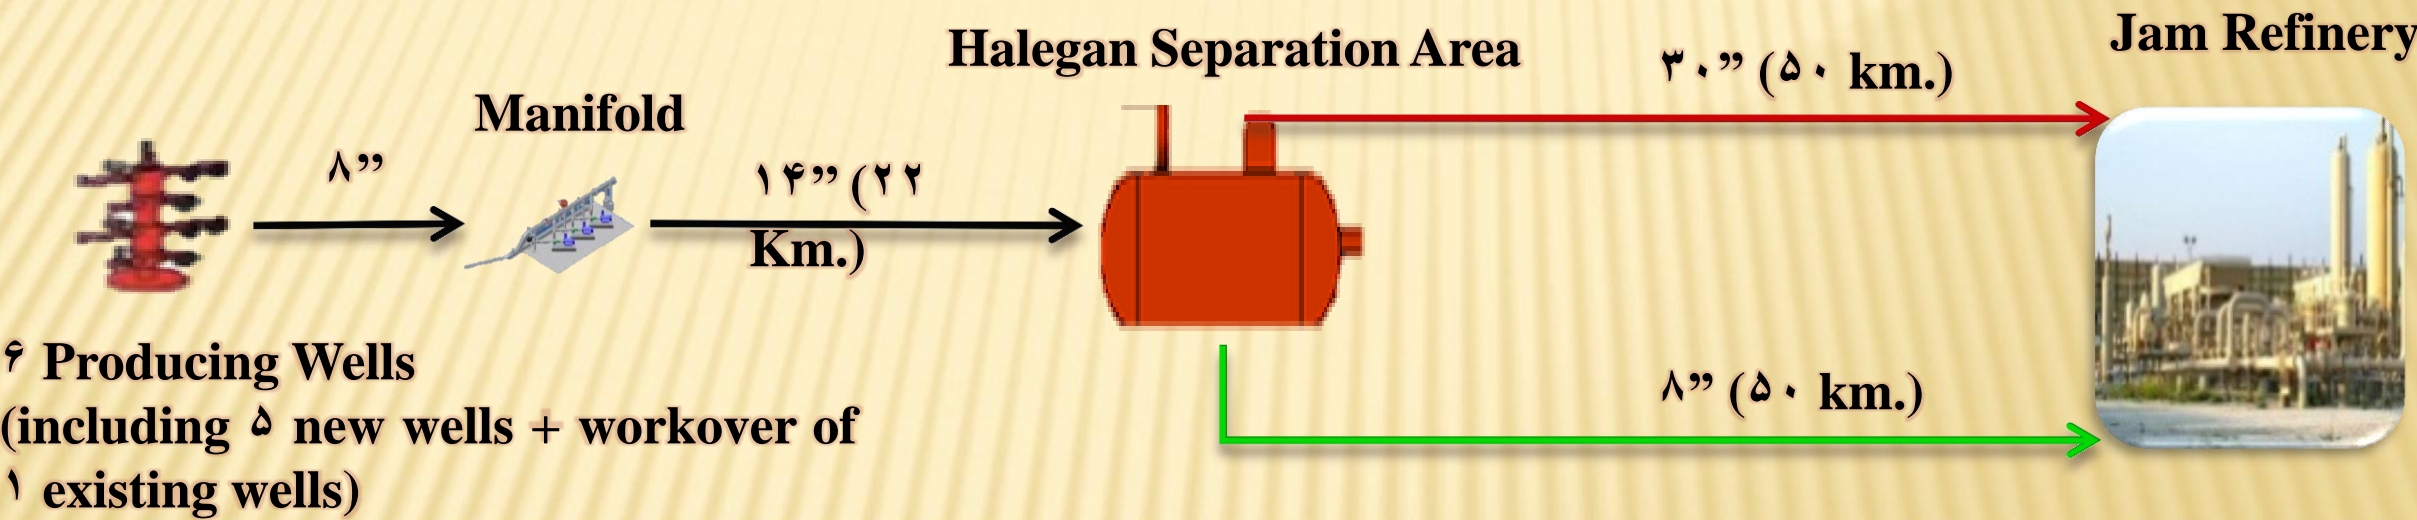 Jam Refinery
Halegan Separation Area
۳۰” (۵۰ km.)
Manifold
۸”
۱۴” (۲۲
Km.)
۶ Producing Wells
(including ۵ new wells + workover of
۱ existing wells)
۸” (۵۰ km.)